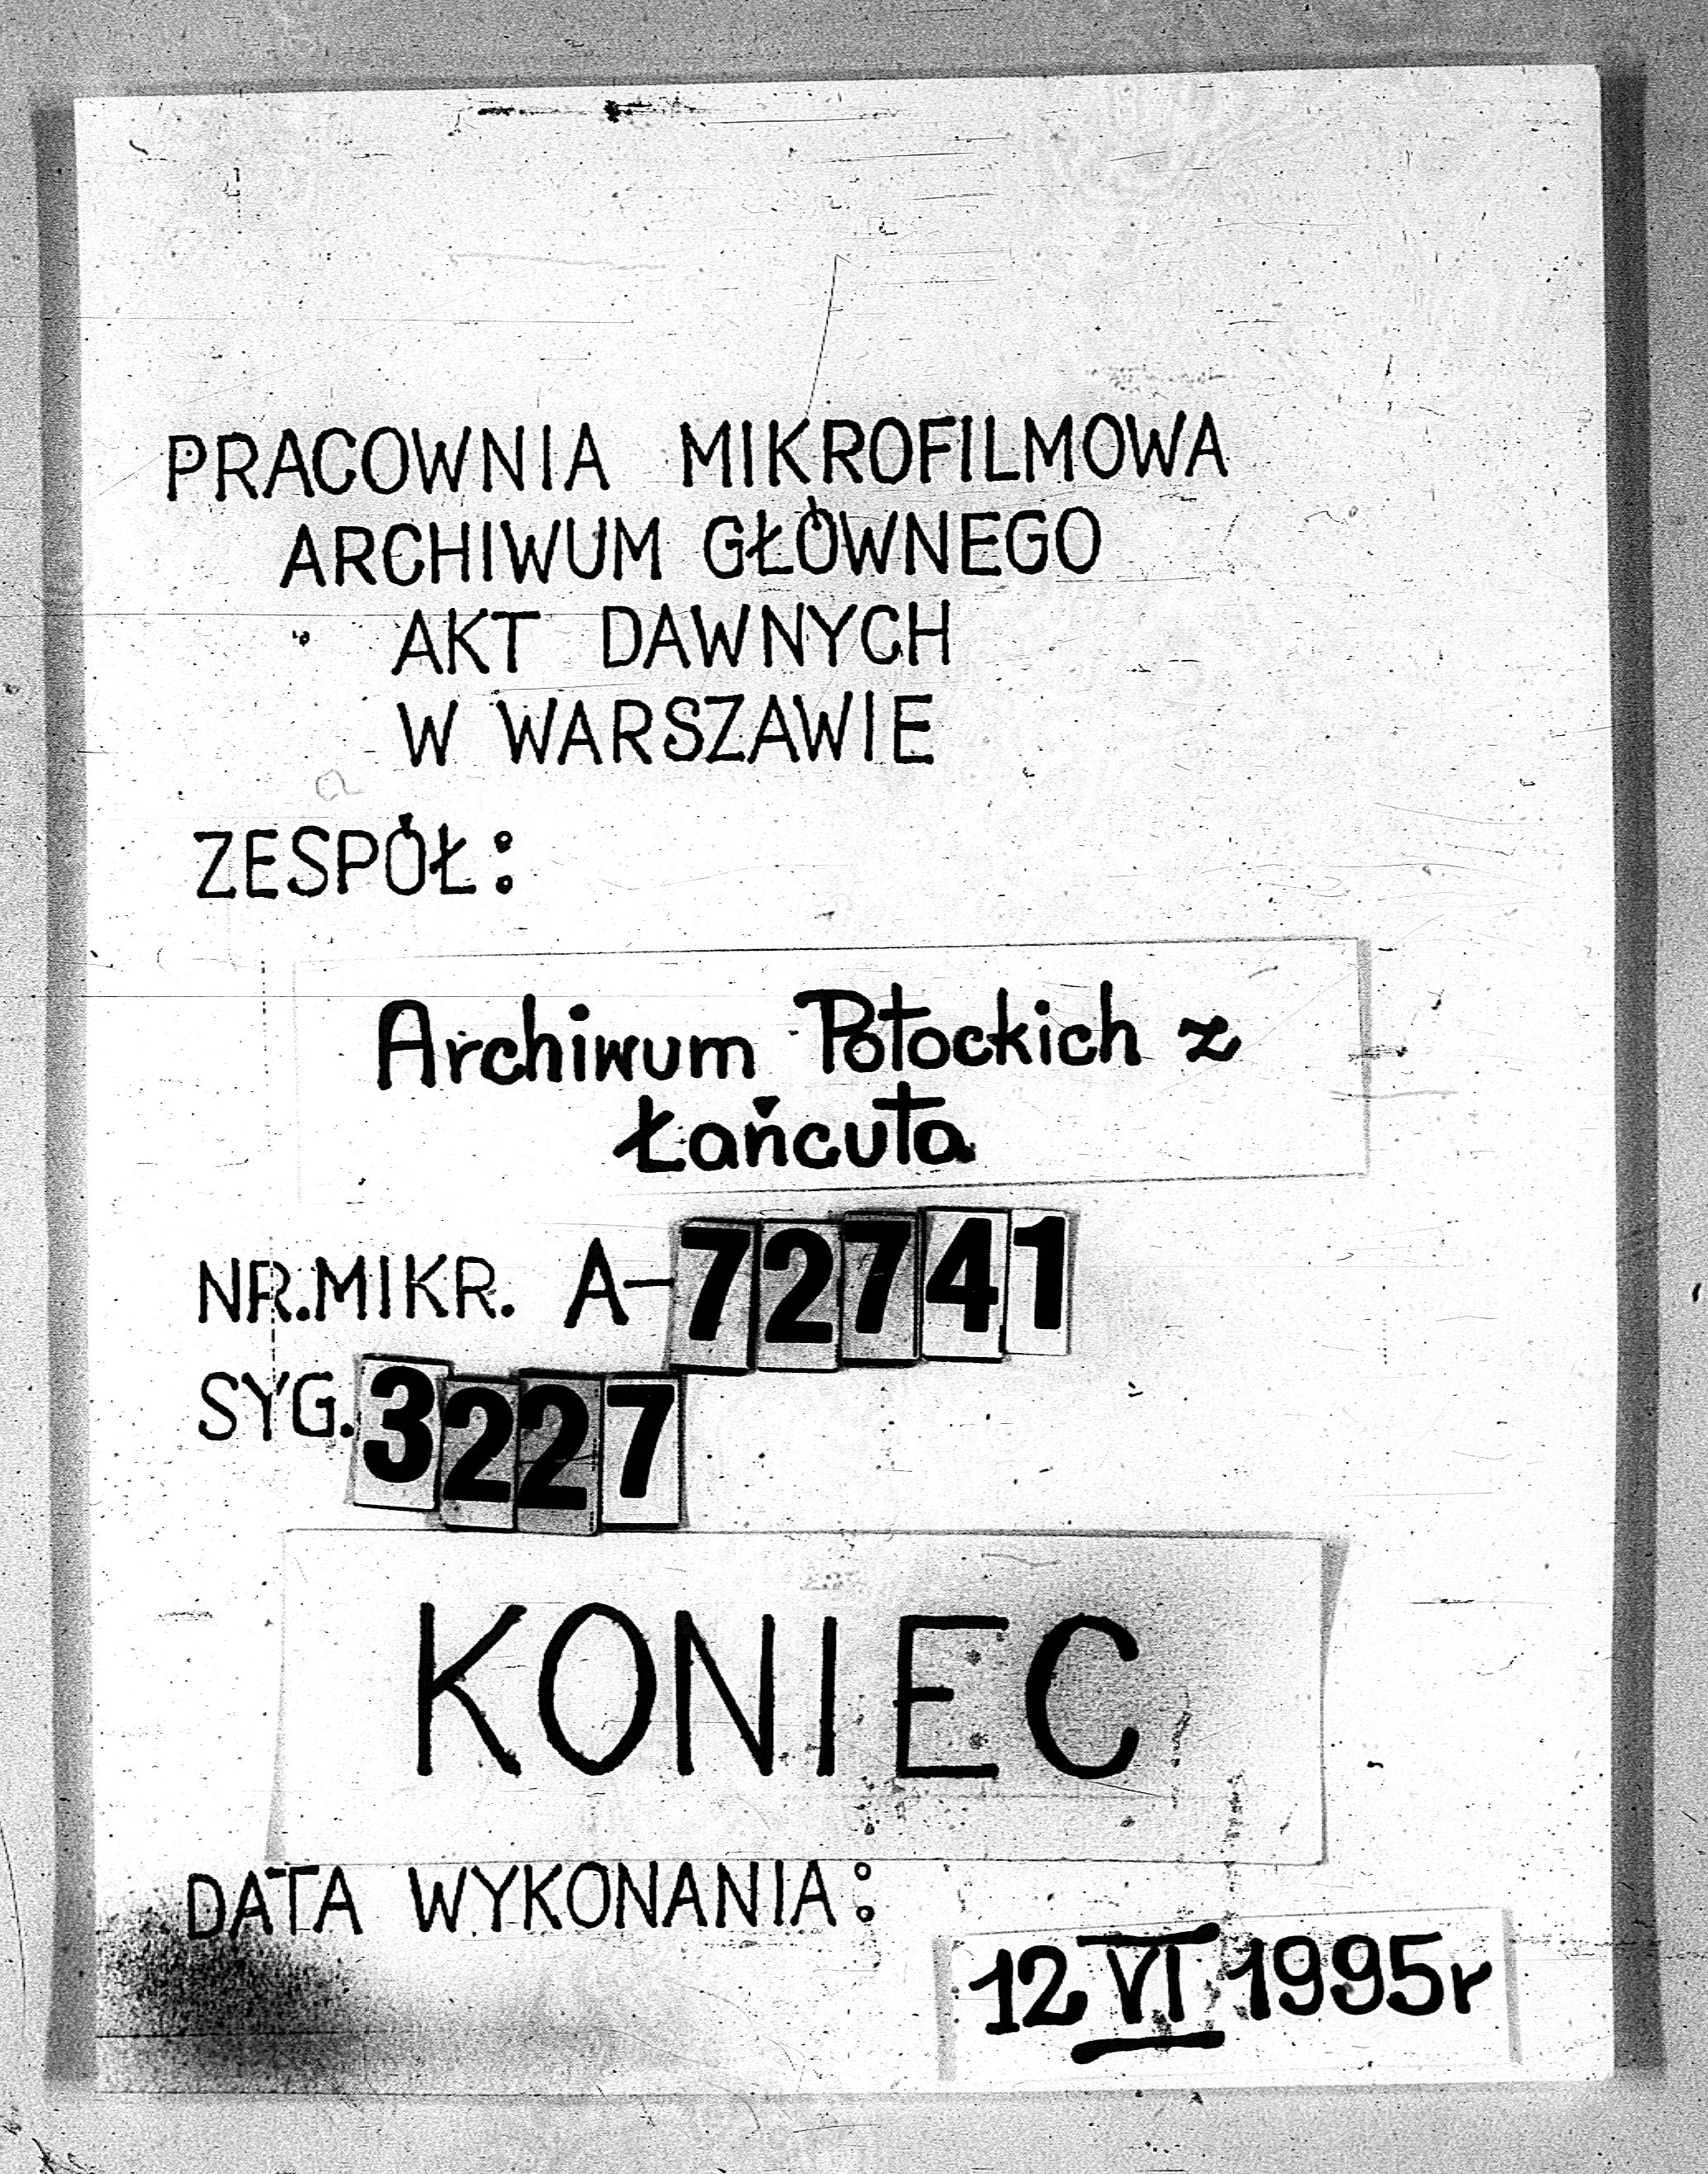 PRACOWNIA MIKROFILMOWA
ARCHIWUM GŁÓWNEGO
AKT DAWNYCH
W WARSZAWIE
ZESPÓŁ:
Archiwum Potockich z
Łańcuta
NR.MIKR. A-72741
SYG. 3227
KONIEC
DATA WYKONANIA:
12 VI 1995r